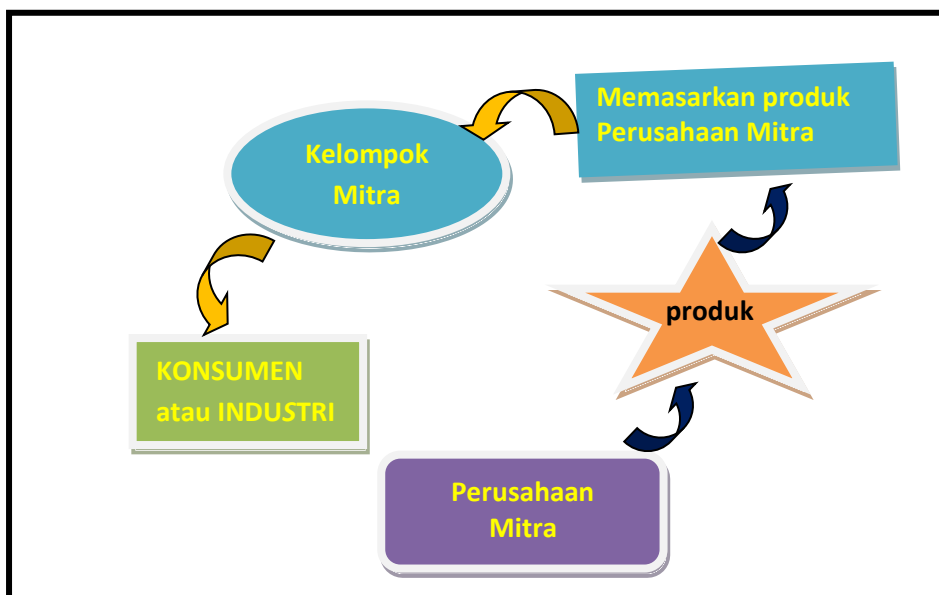 Memasarkan produk
Perusahaan Mitra
Kelompok
Mitra
produk
KONSUMEN
atau INDUSTRI
Perusahaan
Mitra